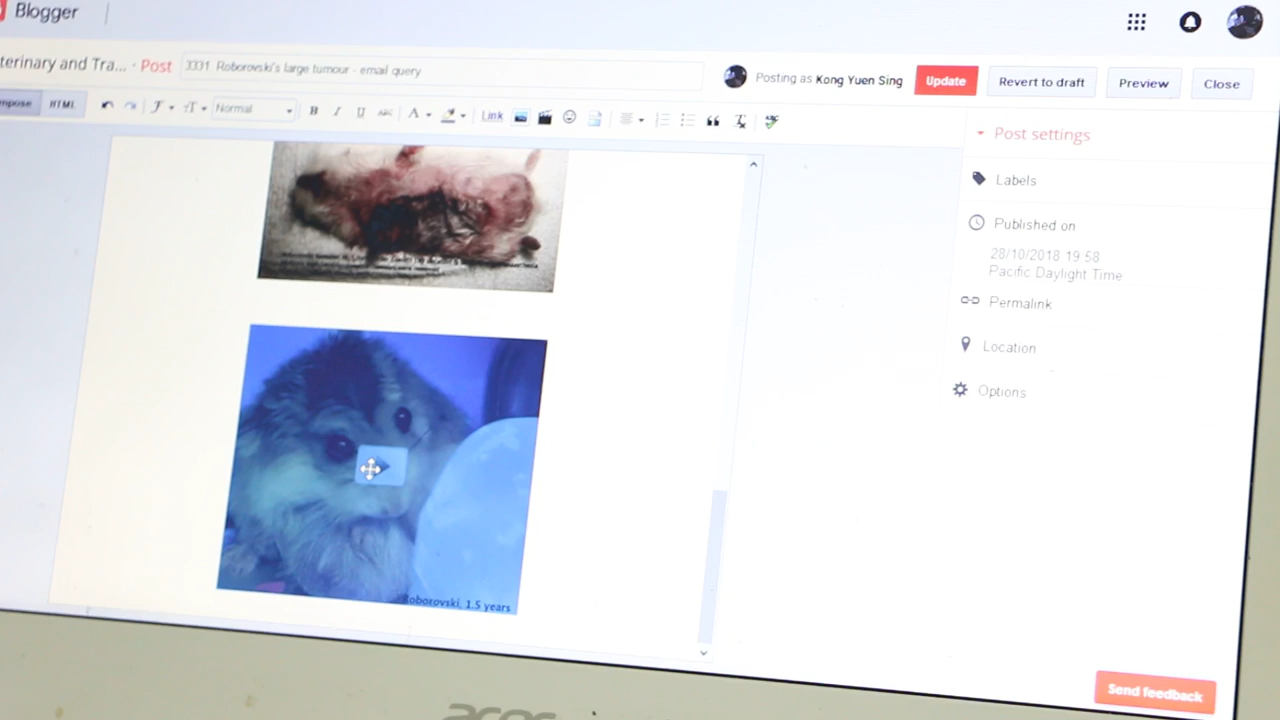 Blogger
terinary and Tra... · Post
3331 Roborovski's large tumour - email query
Posting as Kong Yuen Sing
Update
Revert to draft
Preview
Close
mpose
HTML
Normal
B I U ABC
A
Link
Post settings
Labels
Published on
28/10/2018 19 58
Pacific Daylight Time
Permalink
Location
Options
Roborovski, 1.5 years
Send feedback
acer